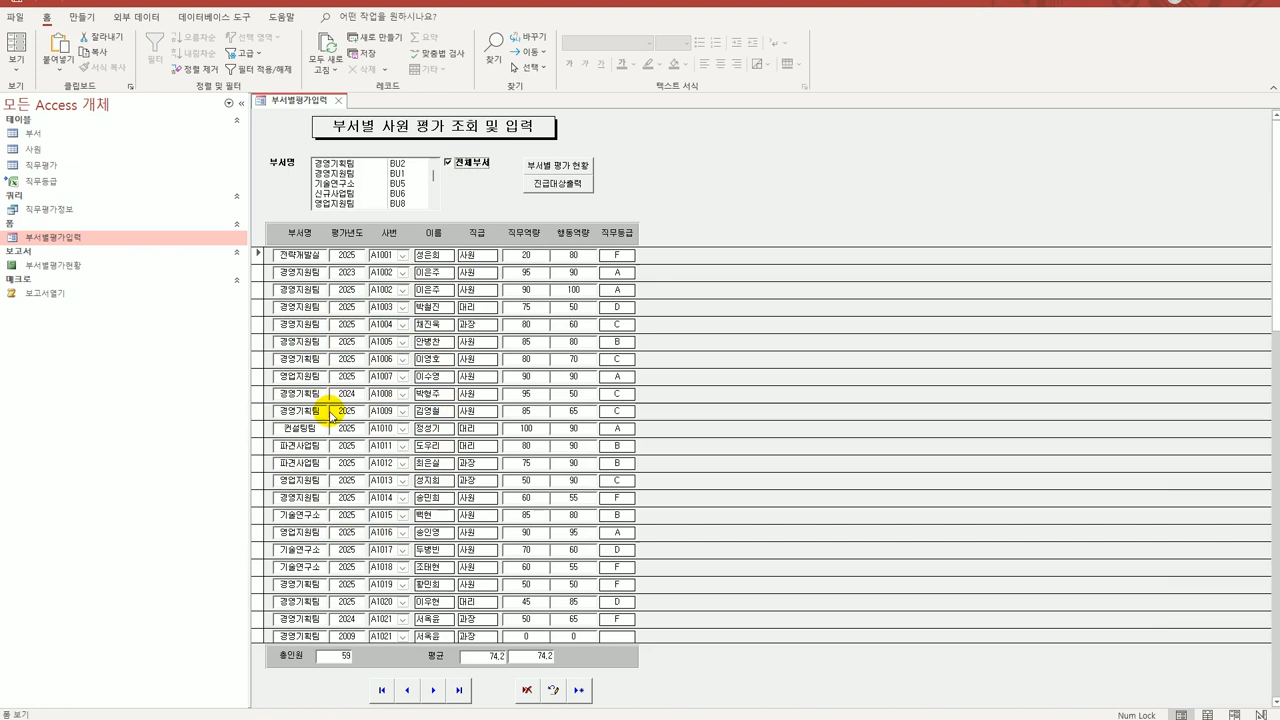 파일 홈 만들기 외부 데이터 데이터베이스 도구 도움말 어떤 작업을 원하시나요?
보기 붙여넣기 잘라내기 복사 서식 복사 필터 오름차순 내림차순 정렬 제거 선택 영역 고급 필터 적용/해제 모두 새로 고침 새로 만들기 저장 삭제 요약 맞춤법 검사 기타 찾기 바꾸기 이동 선택
보기 클립보드 정렬 및 필터 레코드 찾기 텍스트 서식
모든 Access 개체
테이블
부서
사원
직무평가
직무등급
쿼리
직무평가정보
폼
부서별평가입력
보고서
부서별평가현황
매크로
보고서열기
부서별평가입력
부서별 사원 평가 조회 및 입력
부서명
경영기획팀 BU2
경영지원팀 BU1
기술연구소 BU5
신규사업팀 BU6
영업지원팀 BU8
전체부서
부서별 평가 현황
진급대상출력
부서명 평가년도 사번 이름 직급 직무역량 행동역량 직무등급
전략개발실 2025 A1001 성은희 사원 20 80 F
경영지원팀 2023 A1002 이은주 사원 95 90 A
경영지원팀 2025 A1002 이은주 사원 90 100 A
경영지원팀 2025 A1003 박철진 대리 75 50 D
경영지원팀 2025 A1004 채진욱 과장 80 60 C
경영지원팀 2025 A1005 안병찬 사원 85 80 B
경영기획팀 2025 A1006 이영호 사원 80 70 C
영업지원팀 2025 A1007 이수영 사원 90 90 A
경영기획팀 2024 A1008 박형주 사원 95 50 C
경영기획팀 2025 A1009 김영철 사원 85 65 C
컨설팅팀 2025 A1010 정성기 대리 100 90 A
파견사업팀 2025 A1011 도우리 대리 80 90 B
파견사업팀 2025 A1012 최은실 과장 75 90 B
영업지원팀 2025 A1013 성지희 과장 50 90 C
경영지원팀 2025 A1014 송민희 사원 60 55 F
기술연구소 2025 A1015 백현 사원 85 80 B
영업지원팀 2025 A1016 송인영 사원 90 95 A
기술연구소 2025 A1017 두병빈 사원 70 60 D
기술연구소 2025 A1018 조태현 사원 60 55 F
경영기획팀 2025 A1019 황민희 사원 50 50 F
경영기획팀 2025 A1020 이우현 대리 45 85 D
경영기획팀 2024 A1021 서옥윤 과장 50 65 F
경영기획팀 2009 A1021 서옥윤 과장 0 0
총인원 59 평균 74.2 74.2
폼 보기 Num Lock